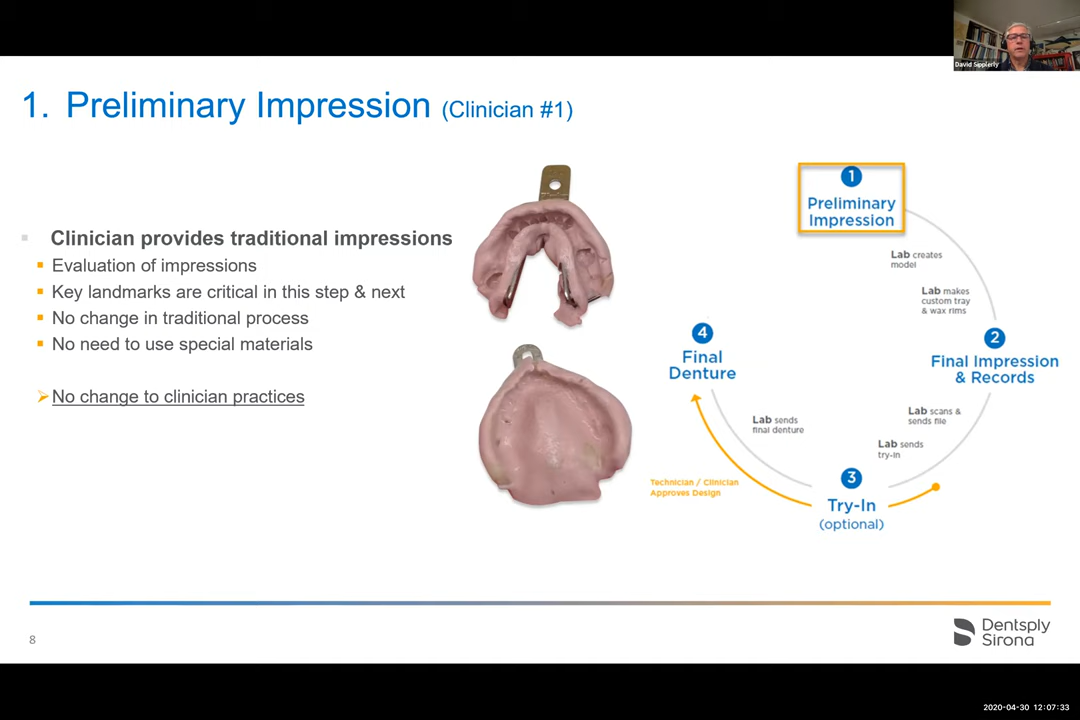 David Sipplerly
1. Preliminary Impression (Clinician #1)
Clinician provides traditional impressions
Evaluation of impressions
Key landmarks are critical in this step & next
No change in traditional process
No need to use special materials
No change to clinician practices
1
Preliminary
Impression
Lab creates
model
Lab makes
custom tray
& wax rims
2
Final Impression
& Records
Lab scans &
sends file
Lab sends
try-in
3
Try-In
(optional)
Technician / Clinician
Approves Design
Lab sends
final denture
4
Final
Denture
8
Dentsply
Sirona
2020-04-30 12:07:33